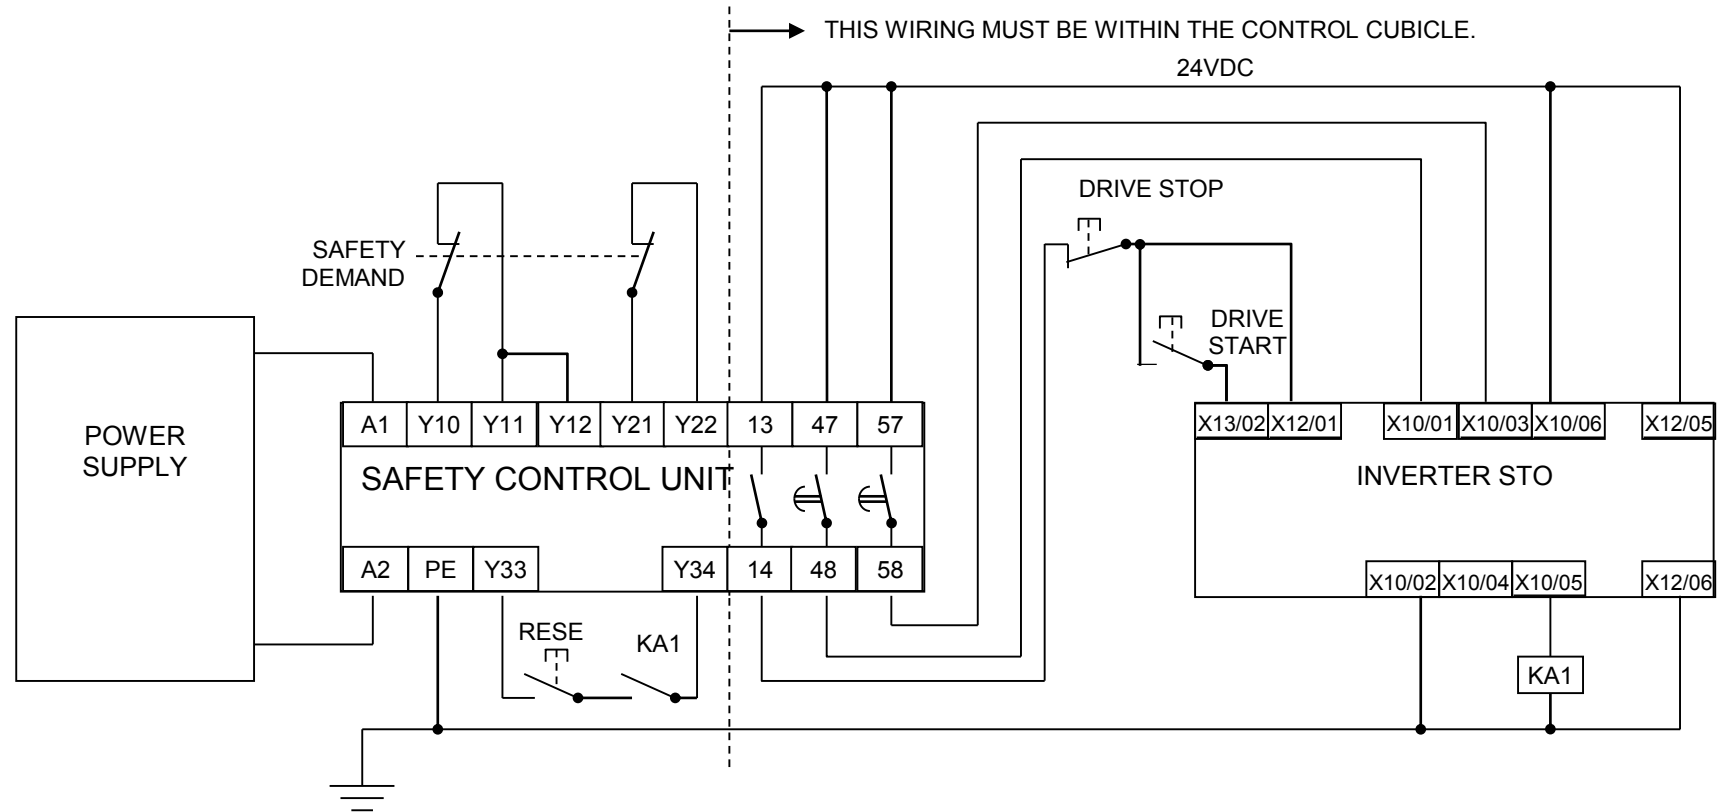 THIS WIRING MUST BE WITHIN THE CONTROL CUBICLE.
24VDC
DRIVE STOP
SAFETY
DEMAND
DRIVE
START
A1 Y10 Y11 Y12 Y21 Y22 13 47 57
X13/02 X12/01 X10/01 X10/03 X10/06 X12/05
POWER
SUPPLY
SAFETY CONTROL UNIT
INVERTER STO
A2 PE Y33 Y34 14 48 58
X10/02 X10/04 X10/05 X12/06
RESE
KA1
KA1